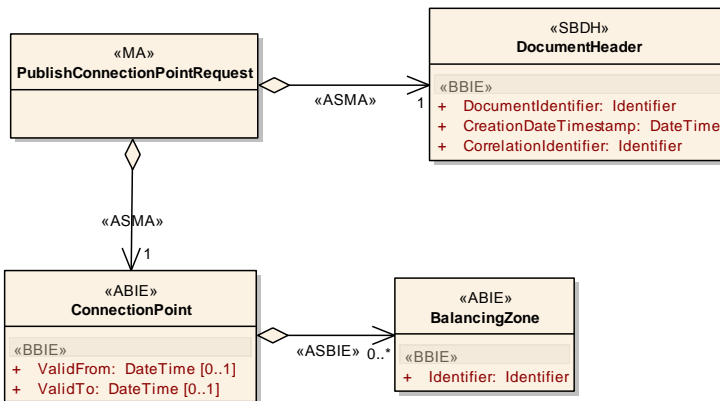 «MA»
PublishConnectionPointRequest
«SBDH»
DocumentHeader
«BBIE»
+ DocumentIdentifier: Identifier
+ CreationDateTimestamp: DateTime
+ CorrelationIdentifier: Identifier
«ASMA»
1
«ASMA»
1
«ABIE»
ConnectionPoint
«BBIE»
+ ValidFrom: DateTime [0..1]
+ ValidTo: DateTime [0..1]
«ASBIE»
0..*
«ABIE»
BalancingZone
«BBIE»
+ Identifier: Identifier